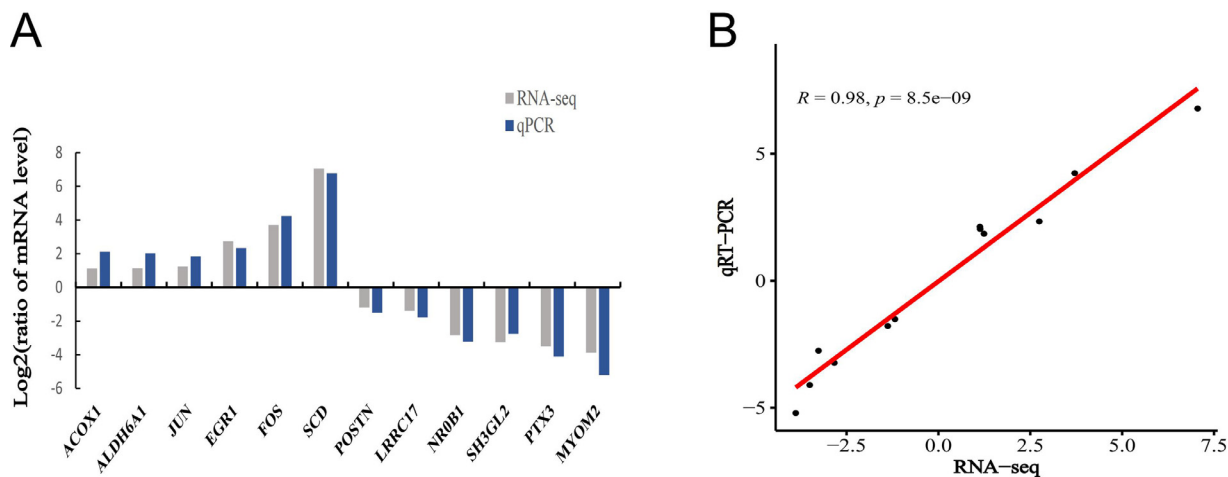 A
RNA-seq
qPCR
Log2(ratio of mRNA level)
8
6
4
2
0
-2
-4
-6
ACOX1
ALDH6A1
JUN
EGR1
FOS
SCD
POSTN
LRRC17
NR0B1
SH3GL2
PTX3
MYOM2
B
R = 0.98, p = 8.5e−09
qRT−PCR
5
0
−5
−2.5
0.0
2.5
5.0
7.5
RNA−seq